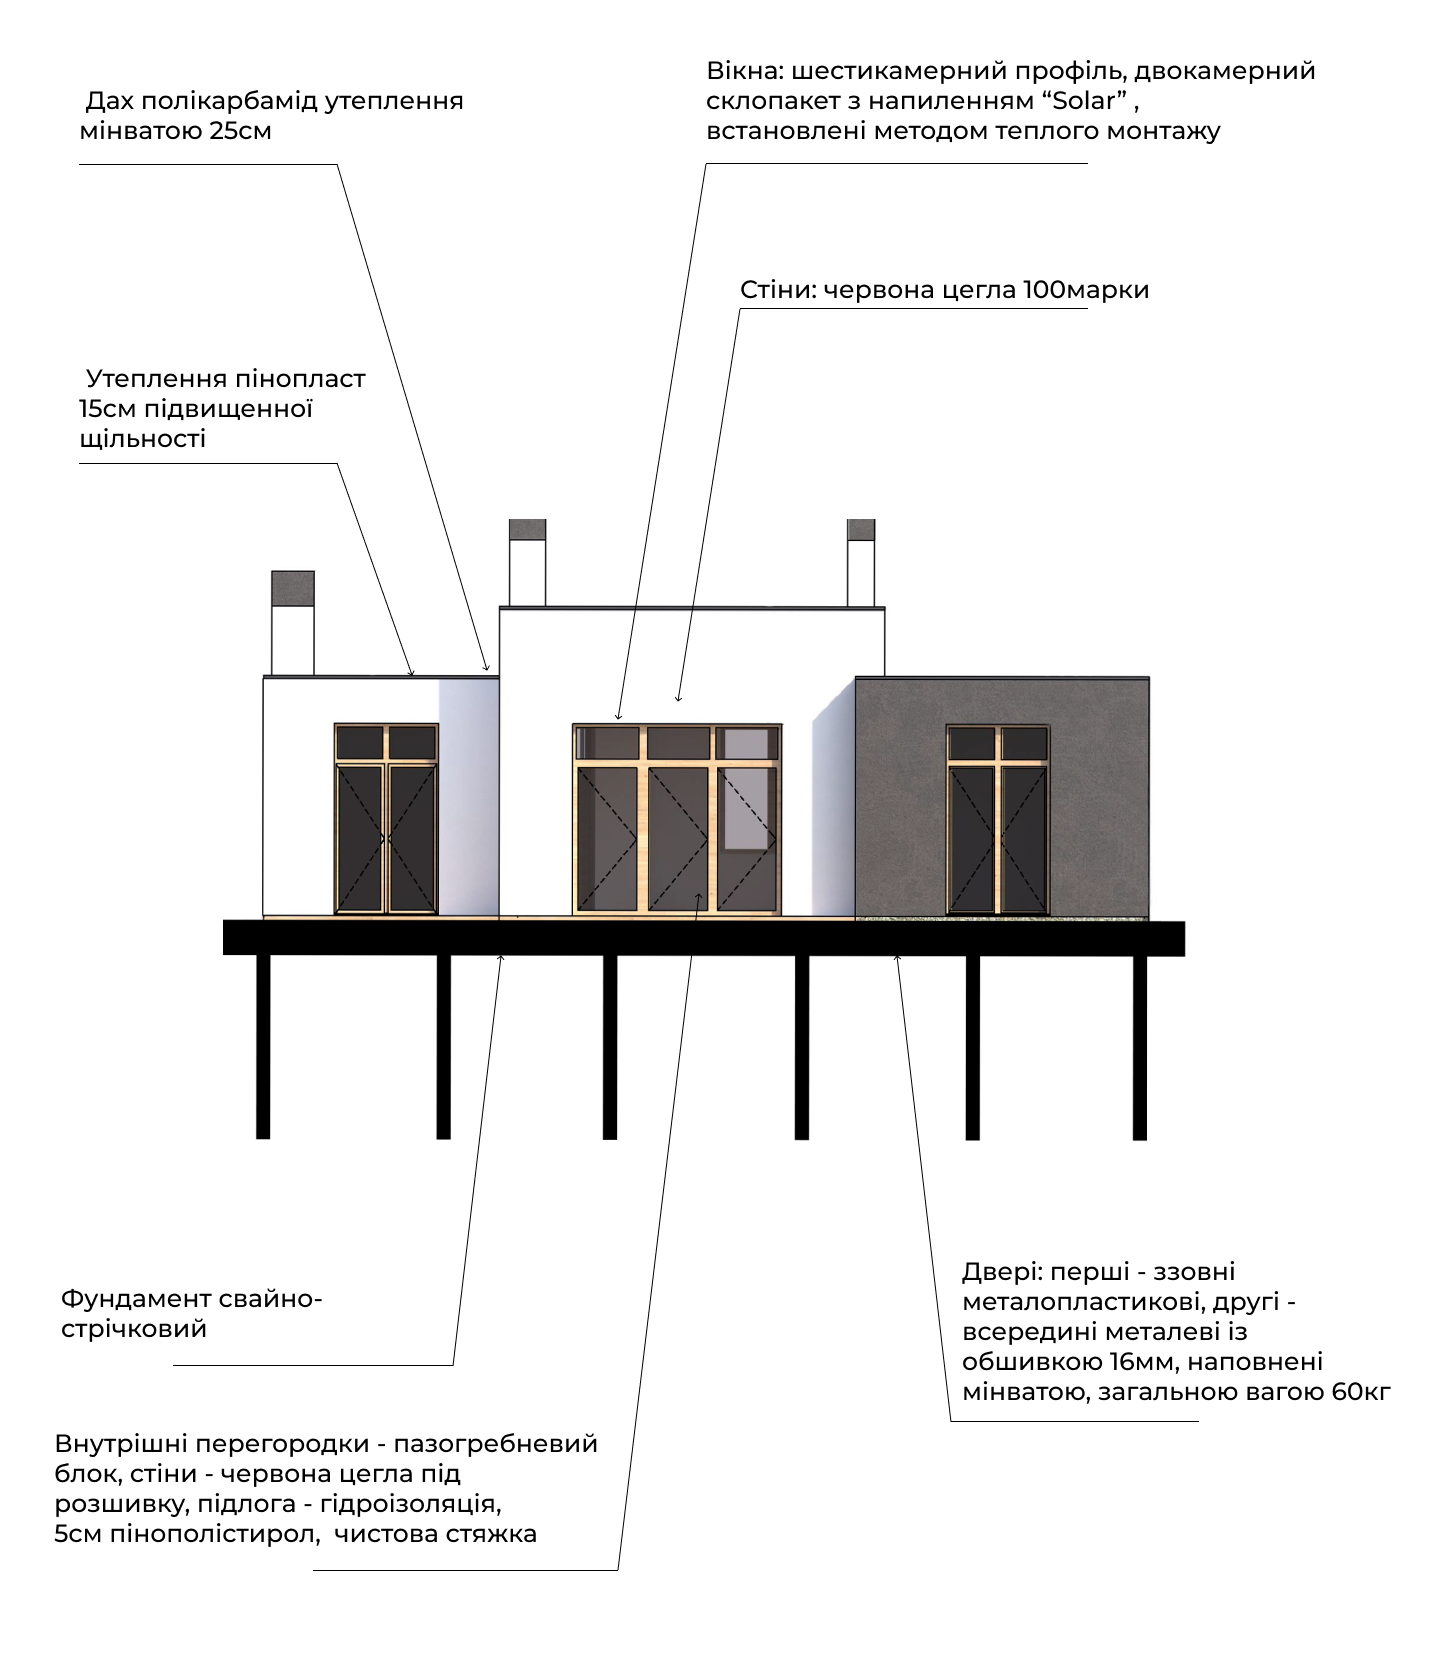 Дах полікарбамід утеплення
мінватою 25см
Вікна: шестикамерний профіль, двокамерний
склопакет з напиленням “Solar” ,
встановлені методом теплого монтажу
Стіни: червона цегла 100марки
Утеплення пінопласт
15см підвищенної
щільності
Фундамент свайно-
стрічковий
Двері: перші - ззовні
металопластикові, другі -
всередині металеві із
обшивкою 16мм, наповнені
мінватою, загальною вагою 60кг
Внутрішні перегородки - пазогребневий
блок, стіни - червона цегла під
розшивку, підлога - гідроізоляція,
5см пінополістирол,  чистова стяжка